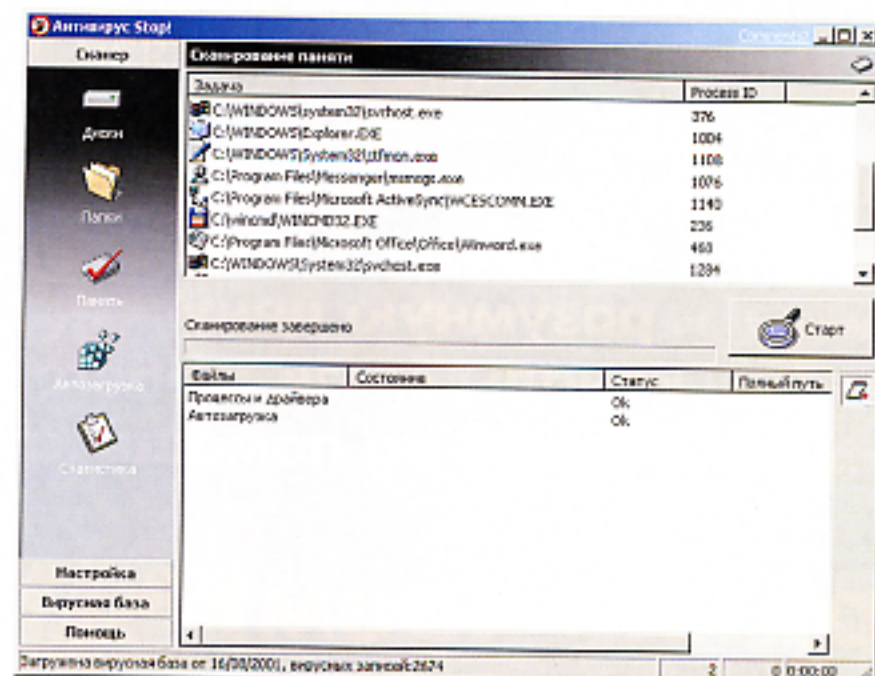 Антивирус Stop!
Comments?
Сканер
Сканирование памяти
Диски
Папки
Память
Автозагрузка
Статистика
Настройка
Вирусная база
Помощь
Задача Process ID
C:\WINDOWS\system32\svrhost.exe 376
C:\WINDOWS\Explorer.EXE 1004
C:\WINDOWS\System32\ctfmon.exe 1108
C:\Program Files\Messenger\msmsgs.exe 1076
C:\Program Files\Microsoft ActiveSync\WCESCOMM.EXE 1140
C:\wincmd\WINCMD32.EXE 236
C:\Program Files\Microsoft Office\Office\Winword.exe 460
C:\WINDOWS\System32\svchost.exe 1284
Сканирование завершено
Старт
Файлы Состояние Статус Полный путь
Процессы и драйвера Ok
Автозагрузка Ok
Загружена вирусная база от 16/08/2001, вирусных записей:2674 2 0 0:00:00